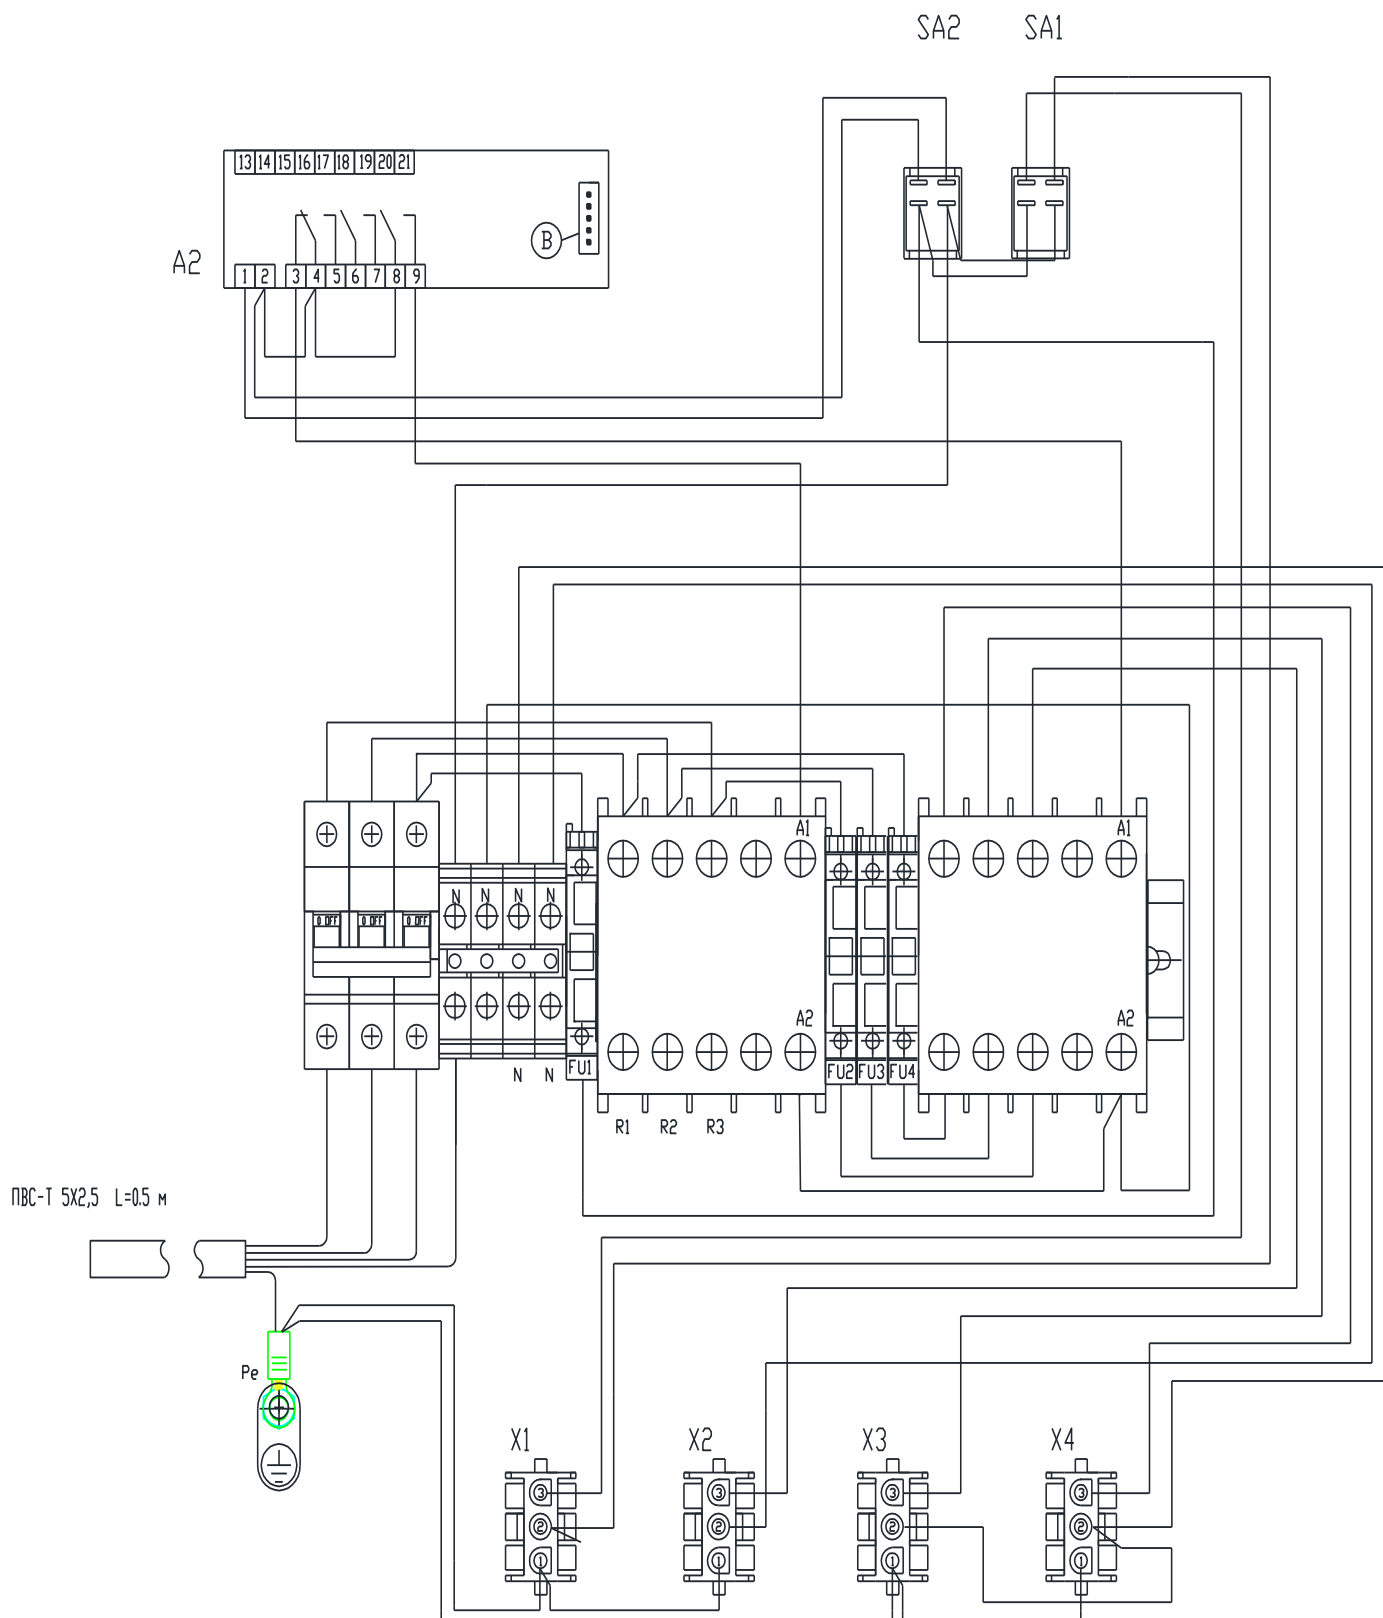 SA2 SA1
13 14 15 16 17 18 19 20 21
B
A2
1 2 3 4 5 6 7 8 9
A1 A1
N N N N
0 OFF 0 OFF 0 OFF
A2 A2
FU1 FU2 FU3 FU4
N N
R1 R2 R3
ПВС-Т 5Х2,5 L=0.5 м
Pe
X1 X2 X3 X4
3 3 3 3
2 2 2 2
1 1 1 1